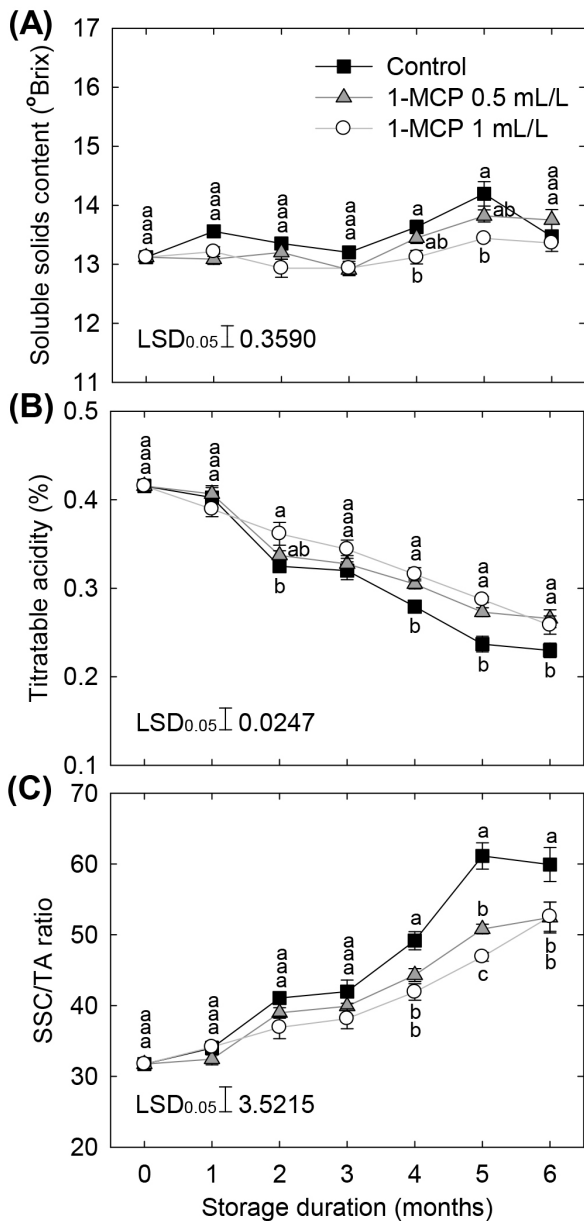 (A)
Soluble solids content (ºBrix)
17
16
15
14
13
12
11
Control
1-MCP 0.5 mL/L
1-MCP 1 mL/L
a
a
a
a
a
a
a
a
a
a
a
a
a
ab
b
a
ab
b
a
a
a
LSD0.05 0.3590
(B)
Titratable acidity (%)
0.5
0.4
0.3
0.2
0.1
a
a
a
a
a
a
a
ab
b
a
a
a
a
a
b
a
a
b
a
a
b
LSD0.05 0.0247
(C)
SSC/TA ratio
70
60
50
40
30
20
a
a
a
a
a
a
a
a
a
a
a
a
a
b
b
a
b
c
a
b
b
LSD0.05 3.5215
0 1 2 3 4 5 6
Storage duration (months)